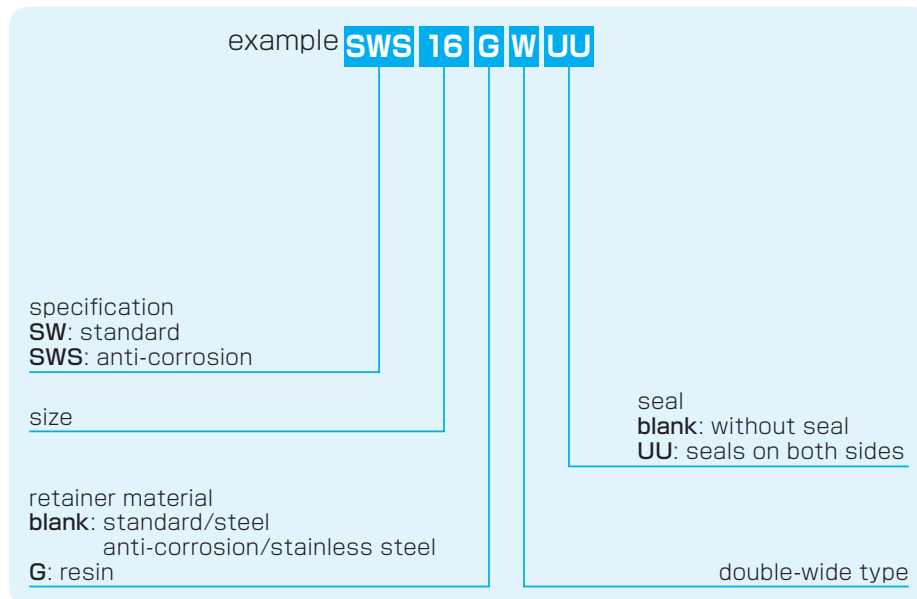 example SWS 16 G W UU
specification
SW: standard
SWS: anti-corrosion
size
seal
blank: without seal
UU: seals on both sides
retainer material
blank: standard/steel
anti-corrosion/stainless steel
G: resin
double-wide type